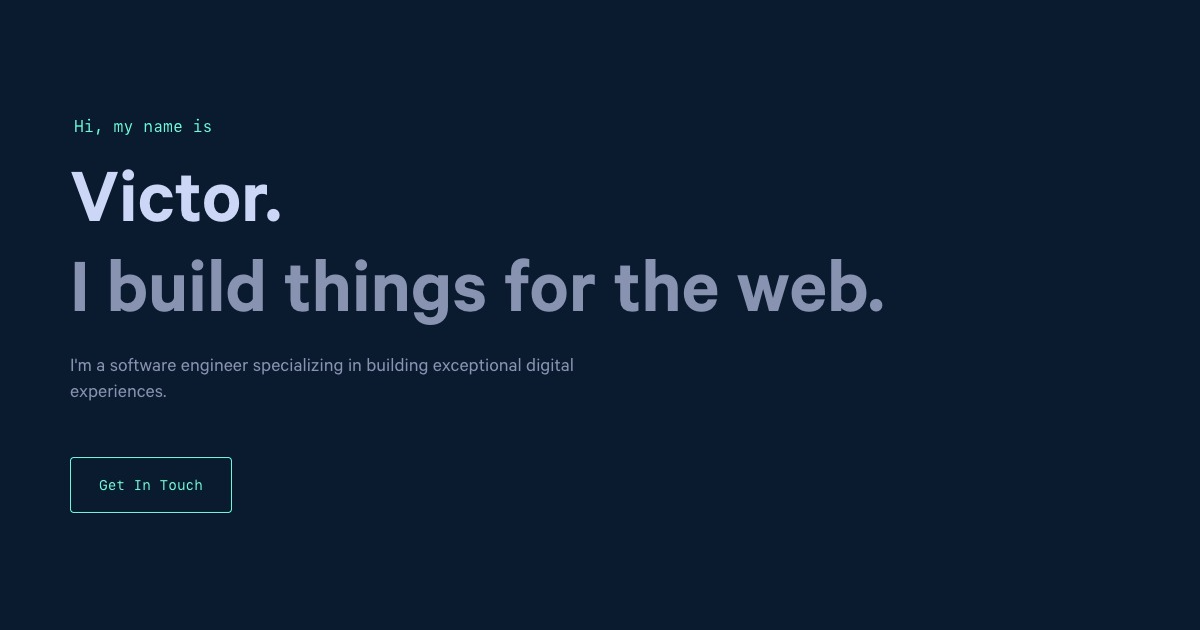 Hi, my name is
Victor.
I build things for the web.
I'm a software engineer specializing in building exceptional digital
experiences.
Get In Touch